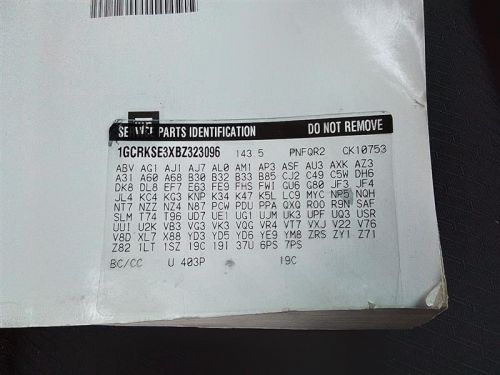 SE PARTS IDENTIFICATION DO NOT REMOVE
1GCRKSE3XBZ323096 143.5 PNFQR2 CK10753
ABV AG1 AJ1 AJ7 AL0 AM1 AP3 ASF AU3 AXK AZ3
A31 A60 A68 B30 B32 B33 B85 CJ2 C49 C5W DH6
DK8 DL8 EF7 E63 FE9 FHS FWI GU6 G80 JF3 JF4
JL4 KC4 KG3 KNP K34 K47 K5L LC9 MYC NP5 NQH
NT7 NZZ N4Z N87 PCW PDU PPA QXQ R00 R9N SAF
SLM T74 T96 UD7 UE1 UG1 UJM UK3 UPF UQ3 USR
UUI U2K VB3 VG3 VK3 VQQ VR4 VT7 VXJ V22 V76
V8D XL7 X88 YD3 YD5 YD6 YE9 YM8 ZRS ZY1 Z71
Z82 1LT 1SZ 19C 19I 37U 6PS 7PS
BC/CC U 403P 19C